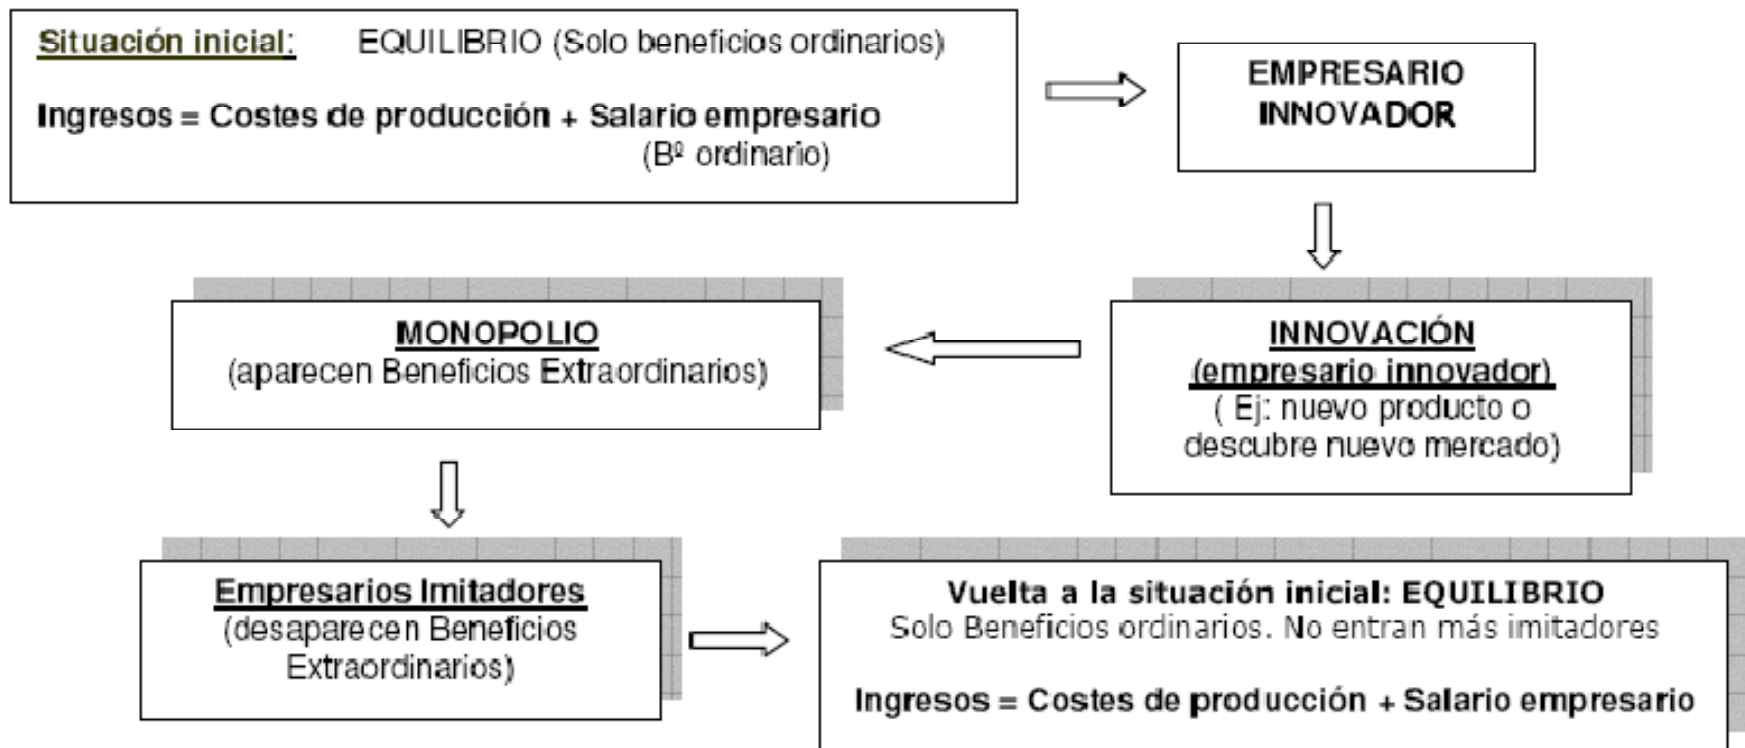 Situación inicial: EQUILIBRIO (Solo beneficios ordinarios)
Ingresos = Costes de producción + Salario empresario
(Bº ordinario)
EMPRESARIO
INNOVADOR
INNOVACIÓN
(empresario innovador)
( Ej: nuevo producto o
descubre nuevo mercado)
MONOPOLIO
(aparecen Beneficios Extraordinarios)
Empresarios Imitadores
(desaparecen Beneficios
Extraordinarios)
Vuelta a la situación inicial: EQUILIBRIO
Solo Beneficios ordinarios. No entran más imitadores
Ingresos = Costes de producción + Salario empresario